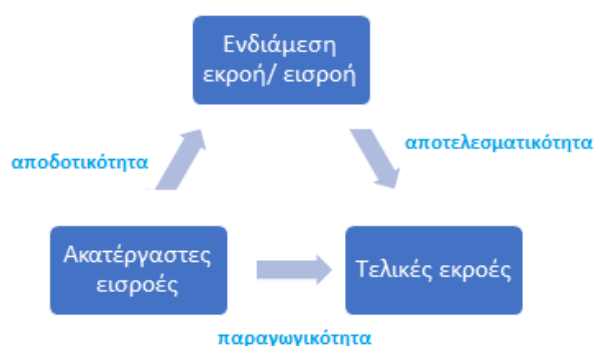 Ενδιάμεση
εκροή/ εισροή
αποδοτικότητα
αποτελεσματικότητα
Ακατέργαστες
εισροές
Τελικές εκροές
παραγωγικότητα